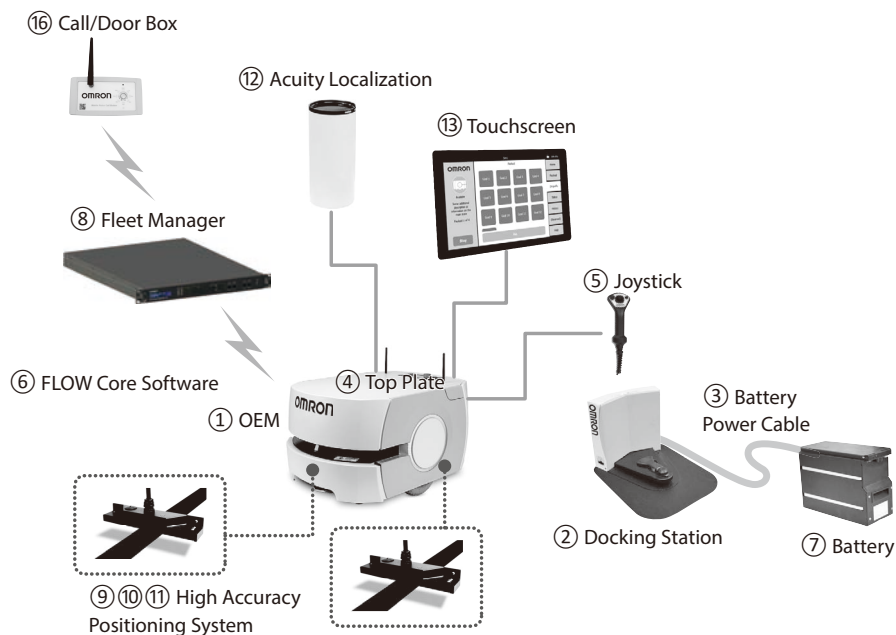 ⑯ Call/Door Box
OMRON
⑫ Acuity Localization
⑬ Touchscreen
OMRON
⑧ Fleet Manager
⑤ Joystick
⑥ FLOW Core Software
④ Top Plate
OMRON
① OEM
③ Battery
Power Cable
OMRON
② Docking Station
⑦ Battery
⑨⑩⑪ High Accuracy
Positioning System